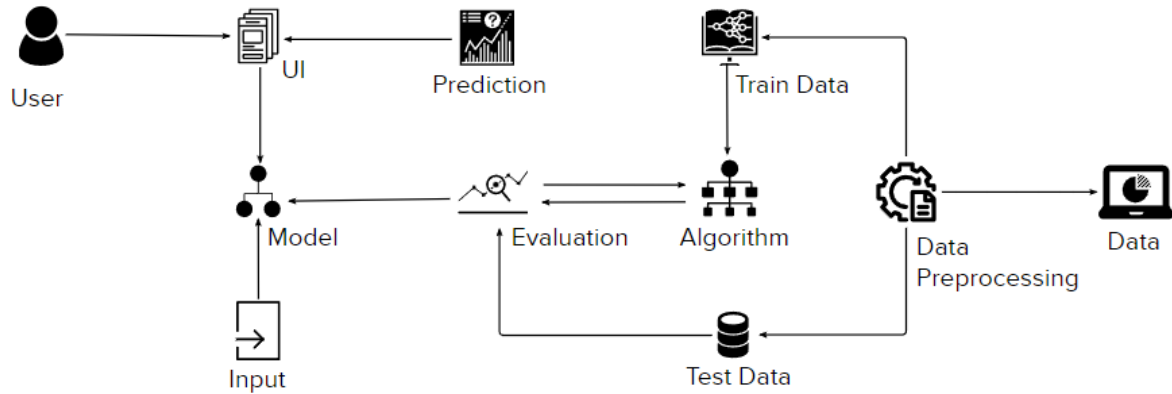 UI
Prediction
Train Data
User
Model
Evaluation
Algorithm
Data
Preprocessing
Data
Input
Test Data